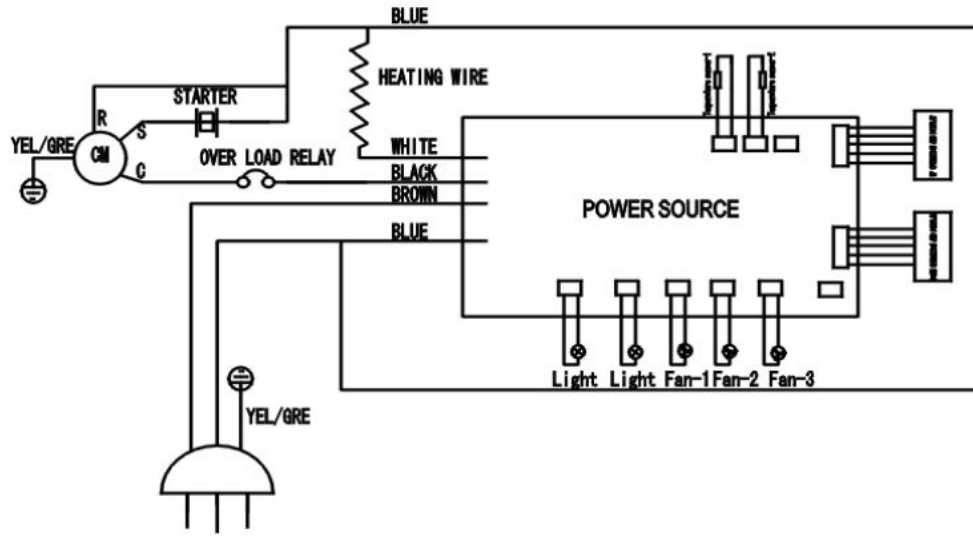 BLUE
HEATING WIRE
STARTER
R
S
YEL/GRE
CM
OVER LOAD RELAY
WHITE
C
BLACK
BROWN
POWER SOURCE
BLUE
Light Light Fan-1 Fan-2 Fan-3
YEL/GRE